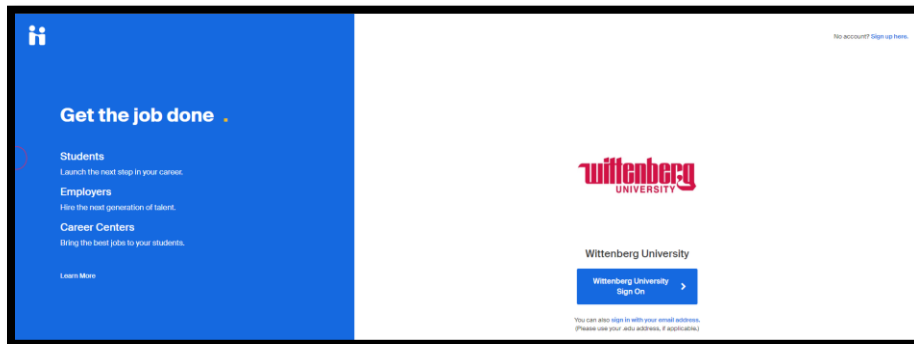 No account? Sign up here.
Get the job done .
Students
Launch the next step in your career.
Employers
Hire the next generation of talent.
Career Centers
Bring the best jobs to your students.
Learn More
wittenberg
UNIVERSITY
Wittenberg University
Wittenberg University
Sign On
You can also sign in with your email address.
(Please use your .edu address, if applicable.)